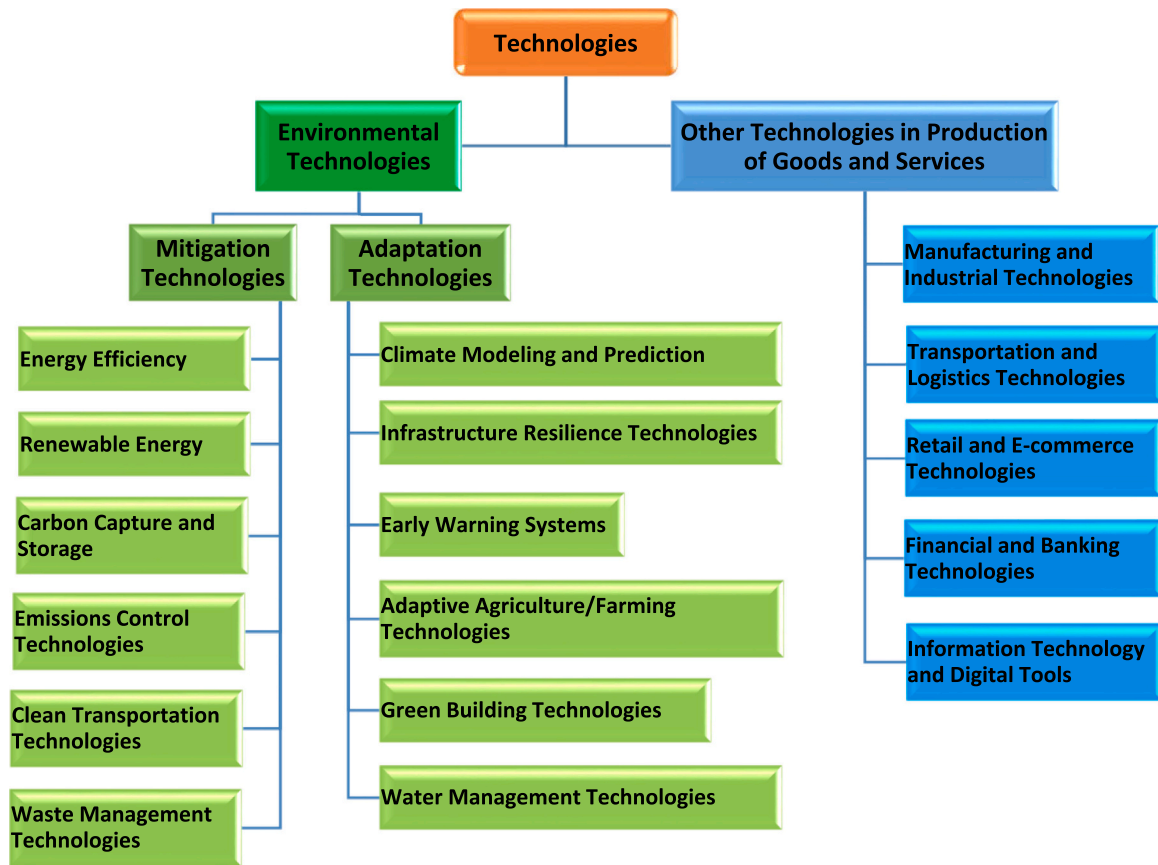 Technologies
Environmental
Technologies
Other Technologies in Production
of Goods and Services
Mitigation
Technologies
Adaptation
Technologies
Energy Efficiency
Renewable Energy
Carbon Capture and
Storage
Emissions Control
Technologies
Clean Transportation
Technologies
Waste Management
Technologies
Climate Modeling and Prediction
Infrastructure Resilience Technologies
Early Warning Systems
Adaptive Agriculture/Farming
Technologies
Green Building Technologies
Water Management Technologies
Manufacturing and
Industrial Technologies
Transportation and
Logistics Technologies
Retail and E-commerce
Technologies
Financial and Banking
Technologies
Information Technology
and Digital Tools